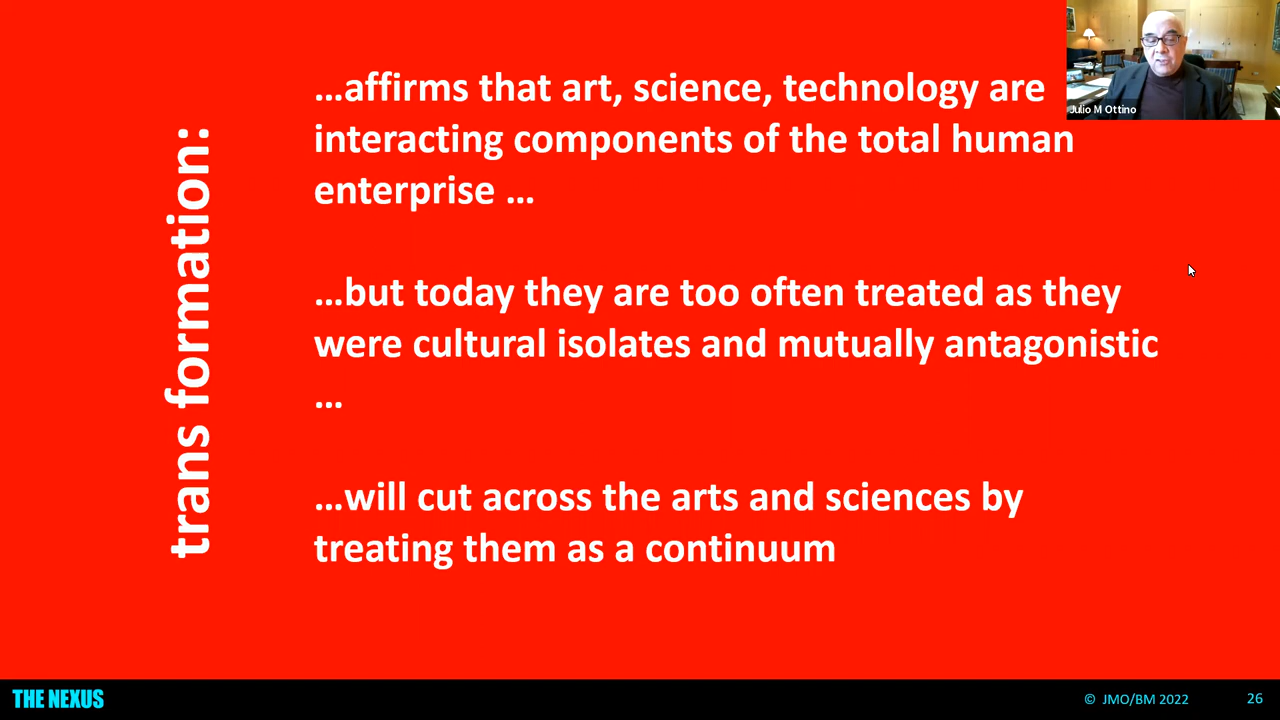 Julio M Ottino
trans formation:
…affirms that art, science, technology are
interacting components of the total human
enterprise …
…but today they are too often treated as they
were cultural isolates and mutually antagonistic
…
…will cut across the arts and sciences by
treating them as a continuum
THE NEXUS
© JMO/BM 2022
26